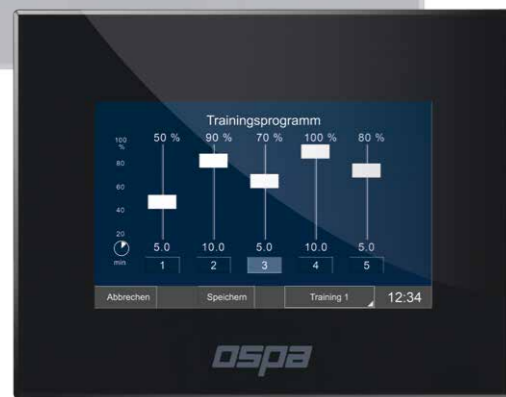 Trainingsprogramm
50 % 90 % 70 % 100 % 80 %
100
%
80
60
40
20
5.0 10.0 5.0 10.0 5.0
min 1 2 3 4 5
Abbrechen Speichern Training 1 12:34
ospa